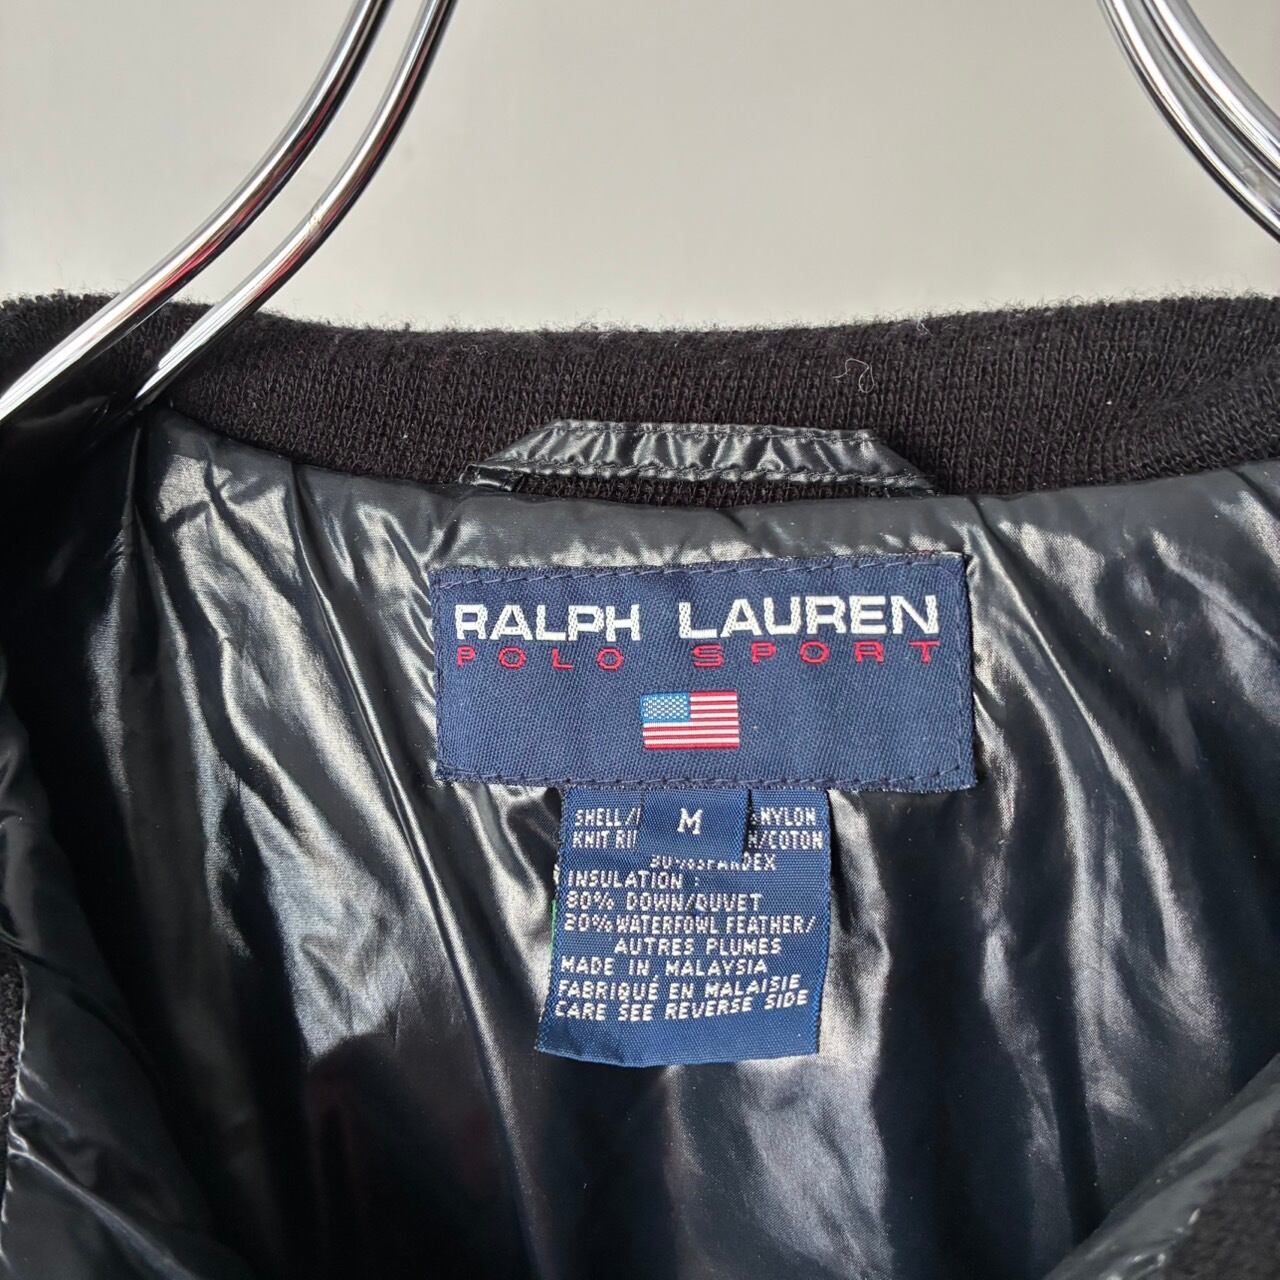 RALPH LAUREN
POLO SPORT
M
SHELL/ NYLON
KNIT /COTON
SPANDEX
INSULATION :
80% DOWN/DUVET
20% WATERFOWL FEATHER/
AUTRES PLUMES
MADE IN MALAYSIA
FABRIQUÉ EN MALAISIE
CARE SEE REVERSE SIDE